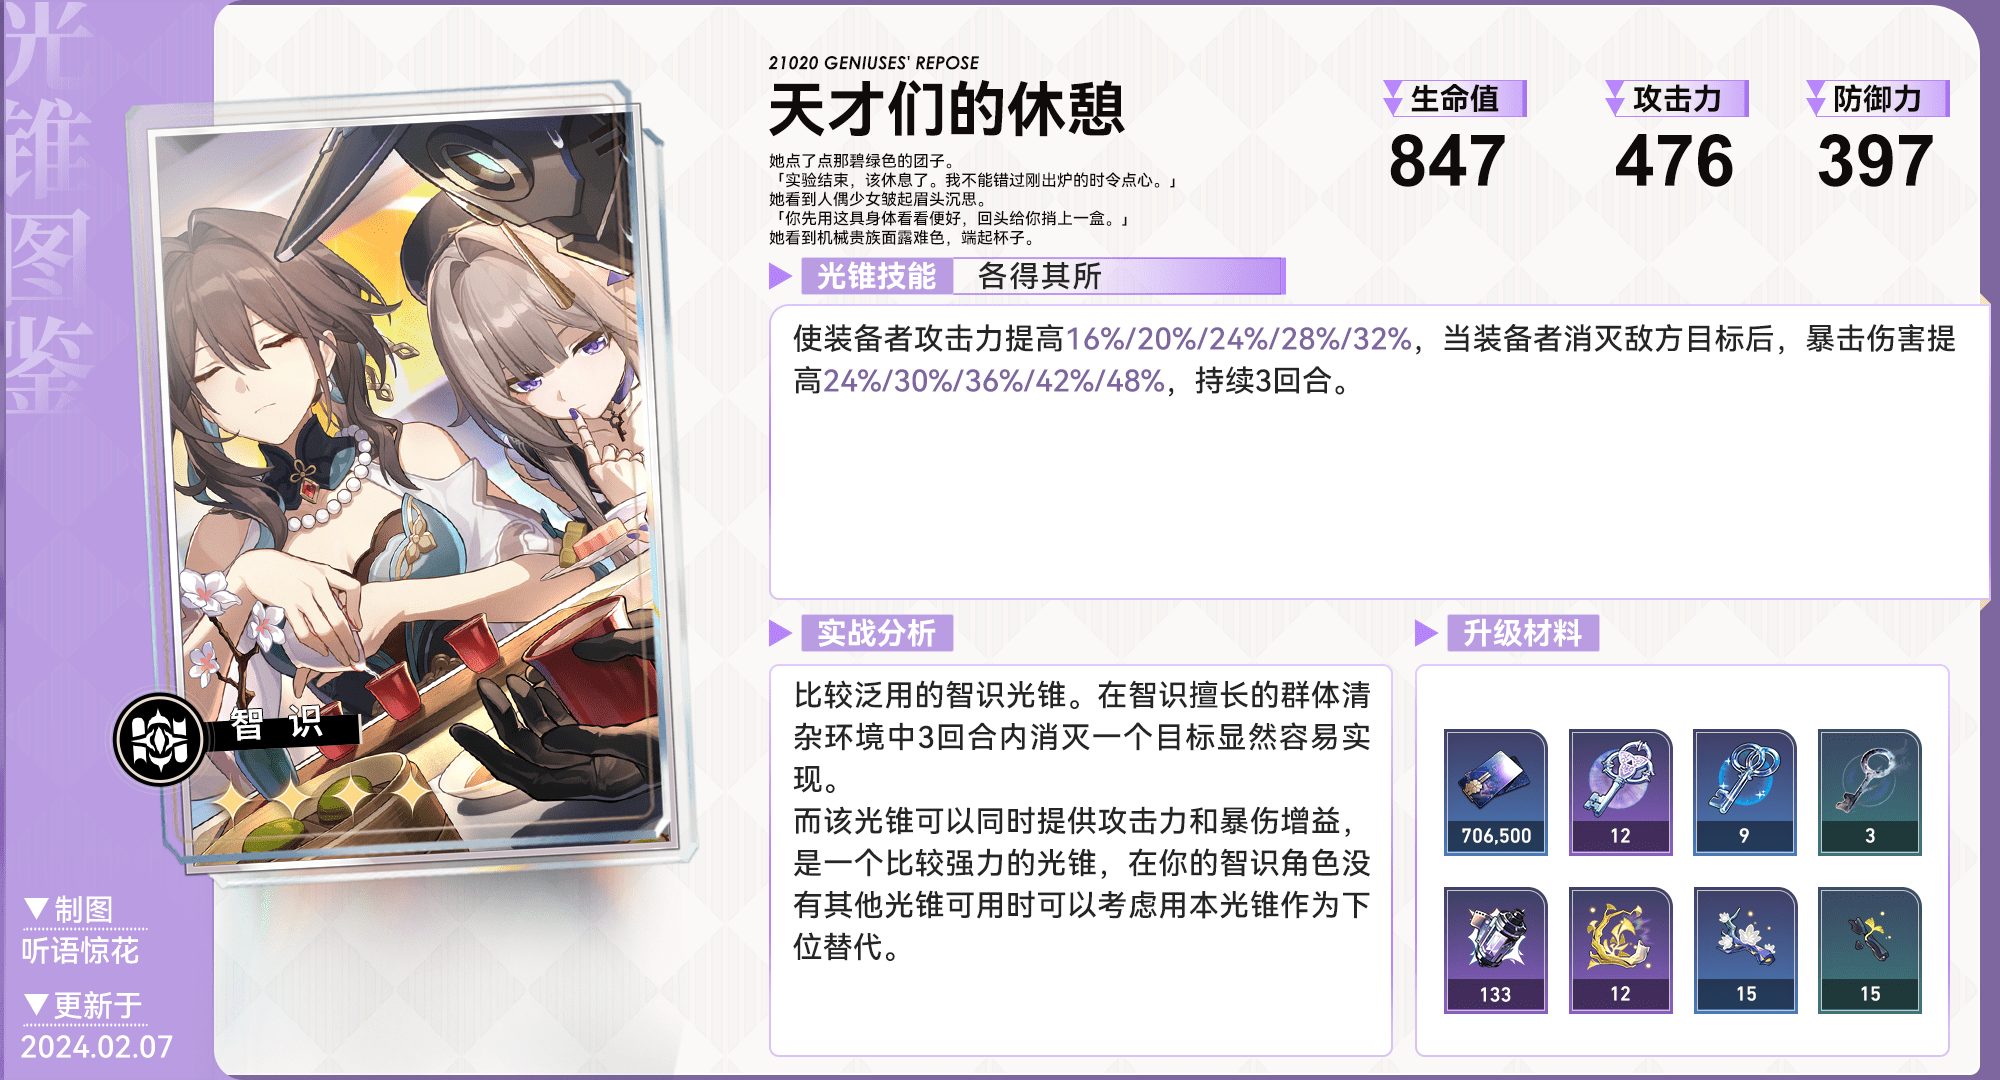 光锥图鉴
21020 GENIUSES' REPOSE
天才们的休憩
她点了点那碧绿色的团子。
「实验结束，该休息了。我不能错过刚出炉的时令点心。」
她看到人偶少女皱起眉头沉思。
「你先用这具身体看看便好，回头给你捎上一盒。」
她看到机械贵族面露难色，端起杯子。
生命值
847
攻击力
476
防御力
397
光锥技能
各得其所
使装备者攻击力提高16%/20%/24%/28%/32%，当装备者消灭敌方目标后，暴击伤害提
高24%/30%/36%/42%/48%，持续3回合。
智 识
实战分析
比较泛用的智识光锥。在智识擅长的群体清
杂环境中3回合内消灭一个目标显然容易实
现。
而该光锥可以同时提供攻击力和暴伤增益，
是一个比较强力的光锥，在你的智识角色没
有其他光锥可用时可以考虑用本光锥作为下
位替代。
升级材料
706,500
12
9
3
133
12
15
15
▼制图
听语惊花
▼更新于
2024.02.07